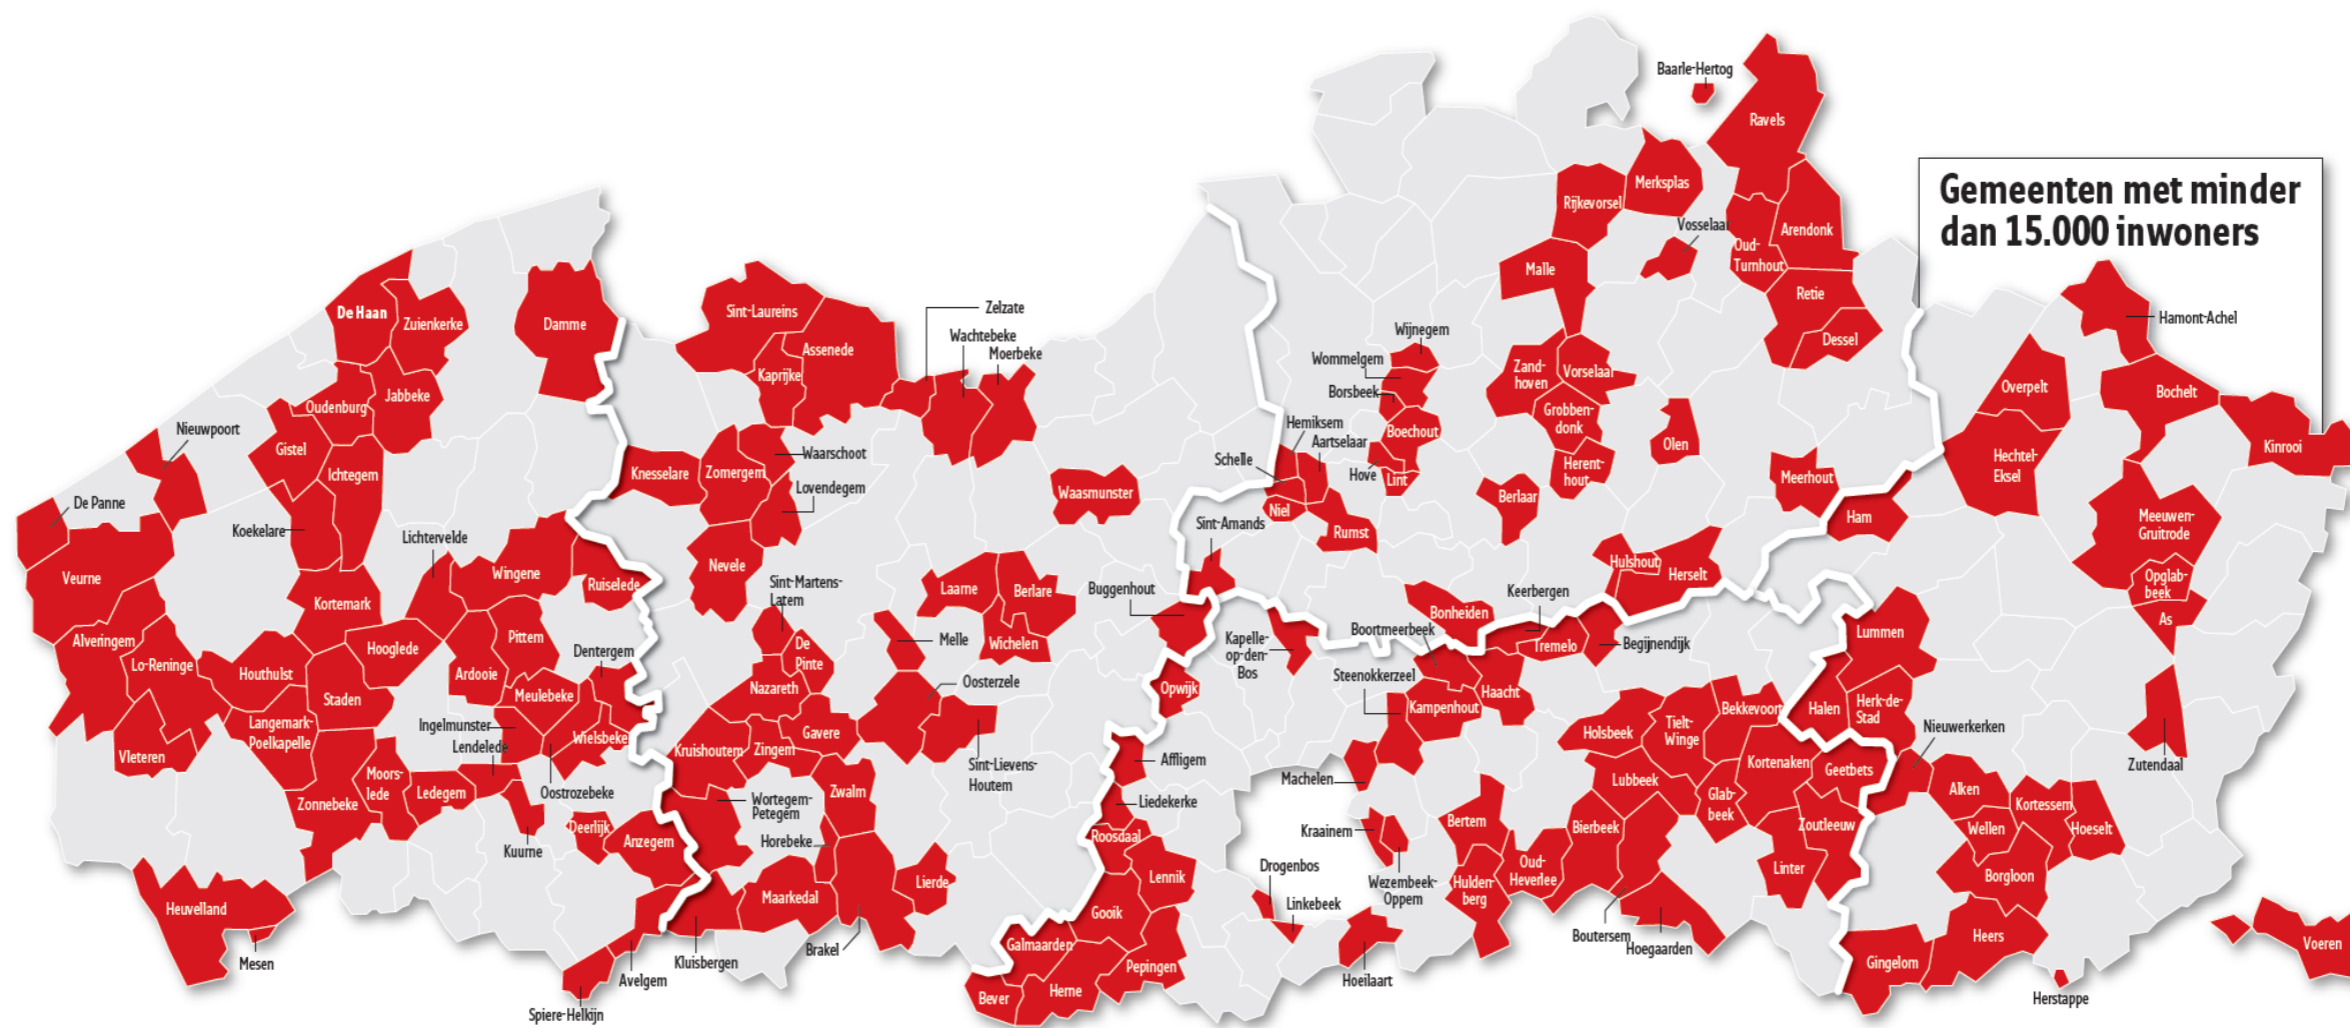 Gemeenten met minder
dan 15.000 inwoners
Baarle-Hertog
Ravels
Merksplas
Rijkevorsel
Vosselaar
Arendonk
Oud-
Turnhout
Malle
Retie
Dessel
Hamont-Achel
De Haan
Zuienkerke
Damme
Sint-Laureins
Zelzate
Wachtebeke
Moerbeke
Assenede
Kaprijke
Wijnegem
Wommelgem
Borsbeek
Zand-
hoven
Vorselaar
Grobben-
donk
Overpelt
Bochelt
Kinrooi
Oudenburg
Jabbeke
Nieuwpoort
Gistel
Ichtegem
Hemiksem
Aartselaar
Boechout
Schelle
Hove
Lint
Olen
Herent-
hout
Hechtel-
Eksel
Meerhout
De Panne
Knesselare
Zomergem
Waarschoot
Lovendegem
Waasmunster
Niel
Berlaar
Rumst
Ham
Meeuwen-
Gruitrode
Koekelare
Lichtervelde
Sint-Amands
Veurne
Wingene
Ruiselede
Nevele
Sint-Martens-
Latem
Laarne
Berlare
Buggenhout
Hulshout
Herselt
Opglab-
beek
As
Kortemark
Keerbergen
Bonheiden
Boortmeerbeek
Tremelo
Begijnendijk
Lummen
Alveringem
Lo-Reninge
Hooglede
Pittem
Dentergem
De
Pinte
Melle
Wichelen
Kapelle-
op-den-
Bos
Steenokkerzeel
Haacht
Houthulst
Staden
Ardooie
Meulebeke
Nazareth
Oosterzele
Opwijk
Kampenhout
Bekkevoort
Halen
Herk-de-
Stad
Langemark-
Poelkapelle
Ingelmunster
Lendelede
Wielsbeke
Gavere
Kruishoutem
Zingem
Holsbeek
Tielt-
Winge
Nieuwerkerken
Vleteren
Sint-Lievens-
Houtem
Affligem
Machelen
Kortenaken
Geetbets
Zutendaal
Zonnebeke
Moors-
lede
Ledegem
Oostrozebeke
Wortegem-
Petegem
Zwalm
Liedekerke
Lubbeek
Glab-
beek
Alken
Kortessem
Kuurne
Deerlijk
Anzegem
Horebeke
Roosdaal
Kraainem
Bertem
Bierbeek
Zoutleeuw
Wellen
Hoeselt
Drogenbos
Wezembeek-
Oppem
Oud-
Heverlee
Linter
Borgloon
Lennik
Lierde
Linkebeek
Hulden-
berg
Heuvelland
Maarkedal
Gooik
Boutersem
Hoegaarden
Heers
Voeren
Mesen
Avelgem
Kluisbergen
Brakel
Galmaarden
Pepingen
Hoeilaart
Gingelom
Spiere-Helkijn
Bever
Herne
Herstappe